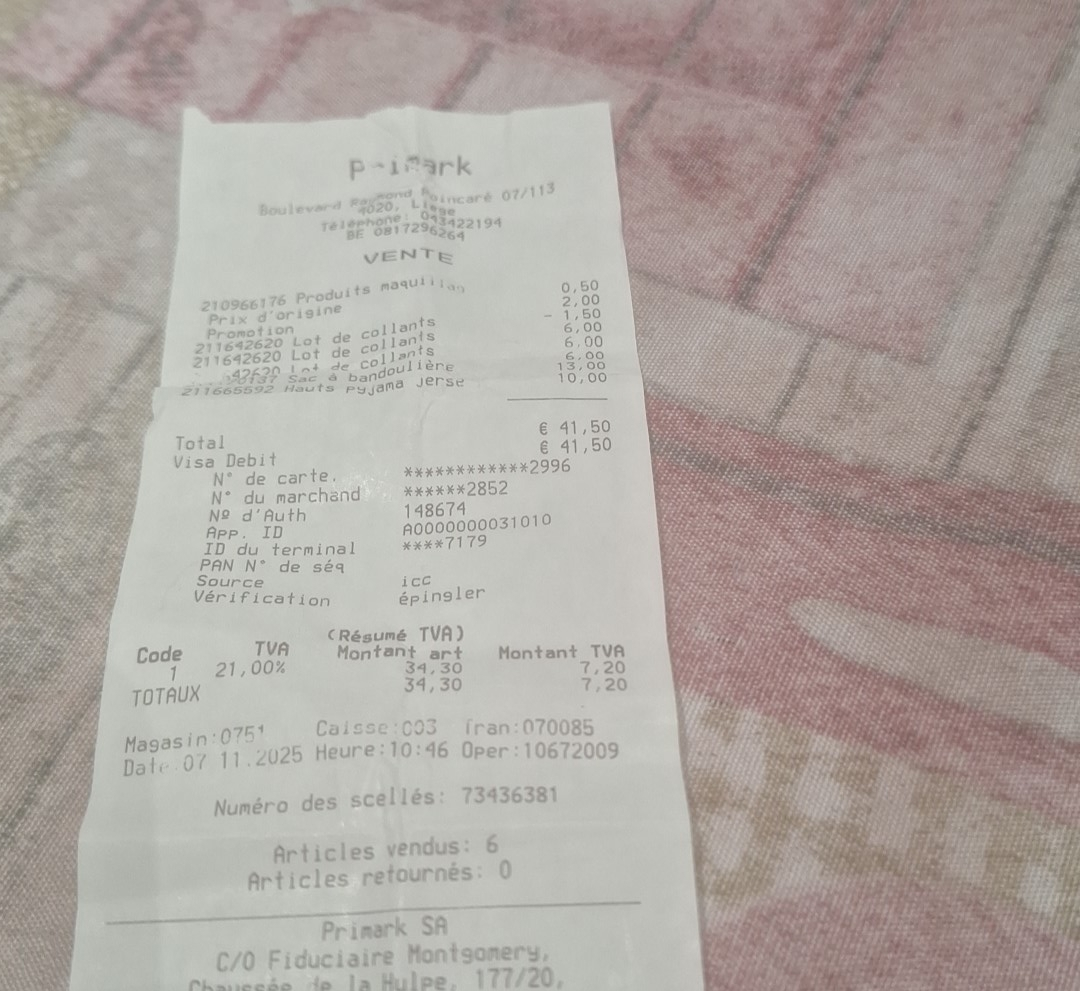 Primark
Boulevard Raymond Poincaré 07/113
4020, Liege
Téléphone: 043422194
BE 0817296264
VENTE
210966176 Produits maquillag 0,50
Prix d'origine 2,00
Promotion - 1,50
211642620 Lot de collants 6,00
211642620 Lot de collants 6.00
42620 Lot de collants 6.00
Sac à bandoulière 13,00
211665592 Hauts pyjama Jerse 10,00
Total € 41,50
Visa Debit € 41,50
N° de carte. ************2996
N° du marchand ******2852
Nº d'Auth 148674
App. ID A0000000031010
ID du terminal ****7179
PAN N° de séq
Source icc
Vérification épingler
(Résumé TVA)
Code TVA Montant art Montant TVA
1 21,00% 34,30 7,20
TOTAUX 34,30 7,20
Magasin:0751 Caisse:003 Tran:070085
Date.07 11.2025 Heure:10:46 Oper:10672009
Numéro des scellés: 73436381
Articles vendus: 6
Articles retournés: 0
Primark SA
C/O Fiduciaire Montgomery,
Chaussée de la Hulpe, 177/20,